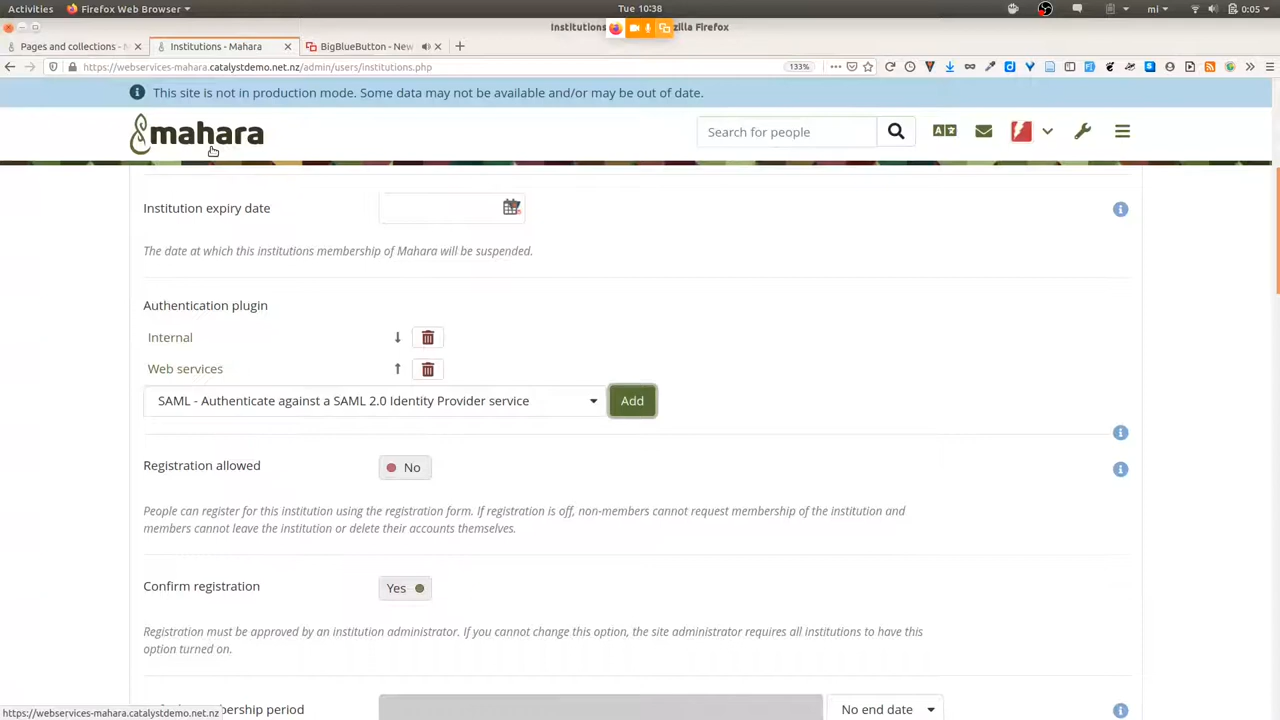 Activities Firefox Web Browser Tue 10:38 mi 0:05
Institutions zilla Firefox
Pages and collections - M Institutions - Mahara BigBlueButton - New
https://webservices-mahara.catalystdemo.net.nz/admin/users/institutions.php 133%
This site is not in production mode. Some data may not be available and/or may be out of date.
mahara Search for people
Institution expiry date
The date at which this institutions membership of Mahara will be suspended.
Authentication plugin
Internal
Web services
SAML - Authenticate against a SAML 2.0 Identity Provider service Add
Registration allowed No
People can register for this institution using the registration form. If registration is off, non-members cannot request membership of the institution and
members cannot leave the institution or delete their accounts themselves.
Confirm registration Yes
Registration must be approved by an institution administrator. If you cannot change this option, the site administrator requires all institutions to have this
option turned on.
bership period No end date
https://webservices-mahara.catalystdemo.net.nz